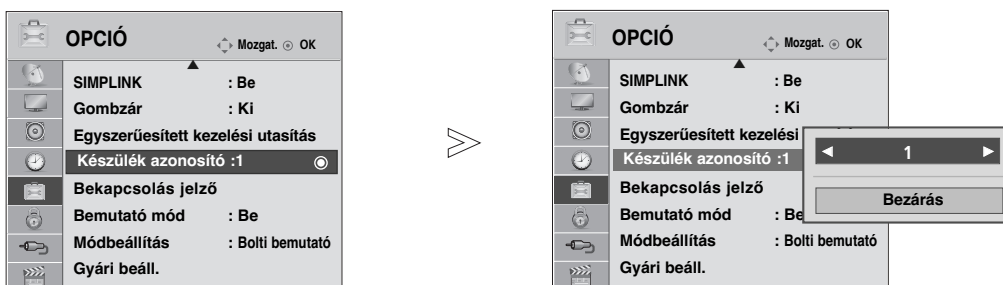 OPCIÓ
Mozgat. OK
SIMPLINK : Be
Gombzár : Ki
Egyszerűesített kezelési utasítás
Készülék azonosító :1
Bekapcsolás jelző
Bemutató mód : Be
Módbeállítás : Bolti bemutató
Gyári beáll.
OPCIÓ
Mozgat. OK
SIMPLINK : Be
Gombzár : Ki
Egyszerűesített kezelési
Készülék azonosító :1
1
Bekapcsolás jelző
Bezárás
Bemutató mód : Be
Módbeállítás : Bolti bemutató
Gyári beáll.